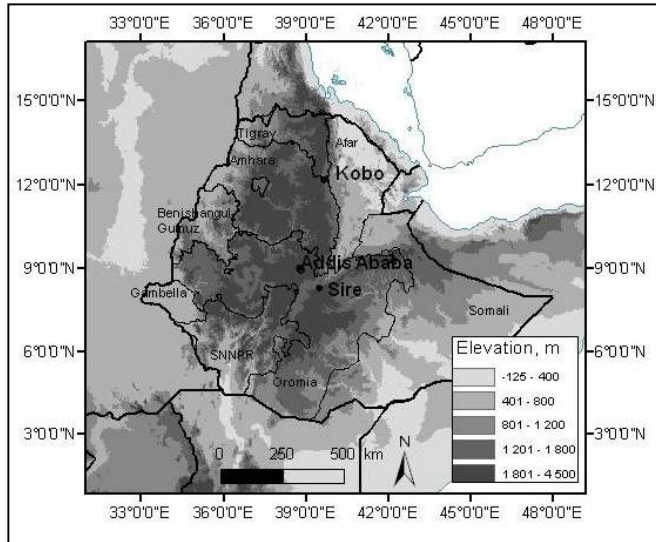 33°0'0"E 36°0'0"E 39°0'0"E 42°0'0"E 45°0'0"E 48°0'0"E
15°0'0"N 15°0'0"N
Tigray
Afar
Amhara
Kobo
12°0'0"N 12°0'0"N
Benishangul
Gumuz
9°0'0"N Addis Ababa 9°0'0"N
Sire
Gambella
Somali
6°0'0"N 6°0'0"N
SNNPR
Oromia
Elevation, m
-125 - 400
401 - 800
801 - 1 200
1 201 - 1 800
1 801 - 4 500
3°0'0"N 3°0'0"N
N
0 250 500
km
33°0'0"E 36°0'0"E 39°0'0"E 42°0'0"E 45°0'0"E 48°0'0"E